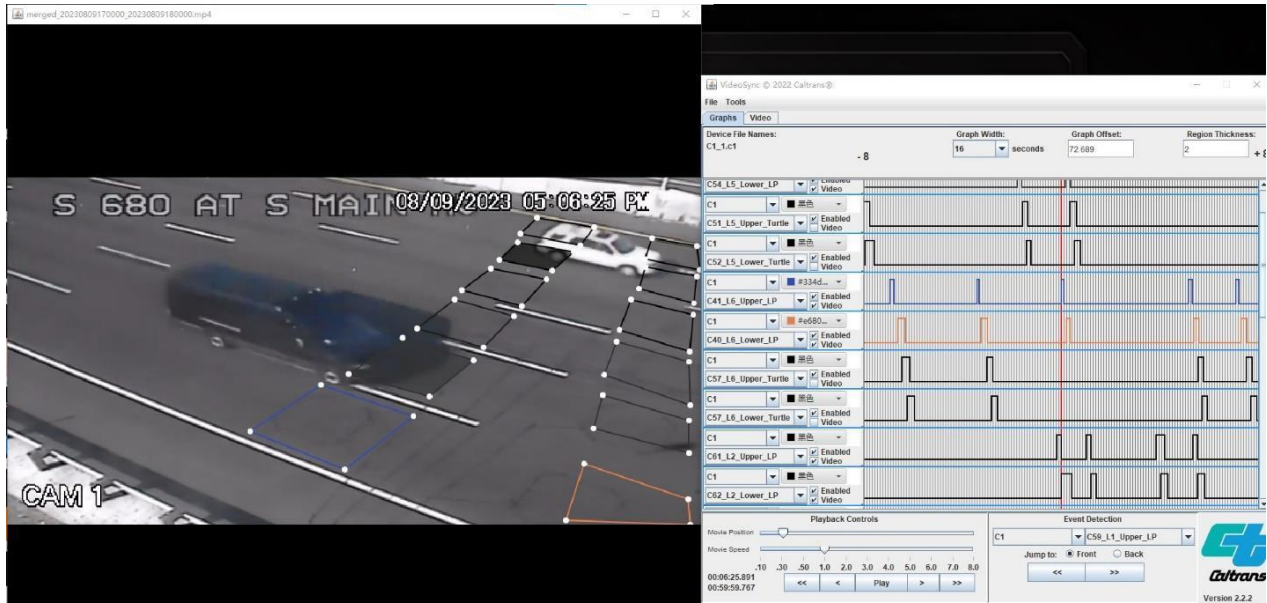 merged_20230809170000_20230809180000.mp4
S 680 AT S MAIN
08/09/2023 05:06:25 PM
CAM 1
VideoSync © 2022 Caltrans®
File Tools
Graphs Video
Device File Names:
C1_1.c1
- 8
Graph Width:
16 seconds
Graph Offset:
72.689
Region Thickness:
2
+ 8
C54_L5_Lower_LP Enabled
Video
C1 黑色
C51_L5_Upper_Turtle Enabled
Video
C1 黑色
C52_L5_Lower_Turtle Enabled
Video
C1 #334d...
C41_L6_Upper_LP Enabled
Video
C1 #e680...
C40_L6_Lower_LP Enabled
Video
C1 黑色
C57_L6_Upper_Turtle Enabled
Video
C1 黑色
C57_L6_Lower_Turtle Enabled
Video
C1 黑色
C61_L2_Upper_LP Enabled
Video
C1 黑色
C62_L2_Lower_LP Enabled
Video
Playback Controls
Movie Position
Movie Speed
.10 .30 .50 1.0 2.0 3.0 4.0 5.0 6.0 7.0 8.0
00:06:25.891
00:59:59.767
<< < Play > >>
Event Detection
C1 C59_L1_Upper_LP
Jump to: Front Back
<< >>
Caltrans
Version 2.2.2